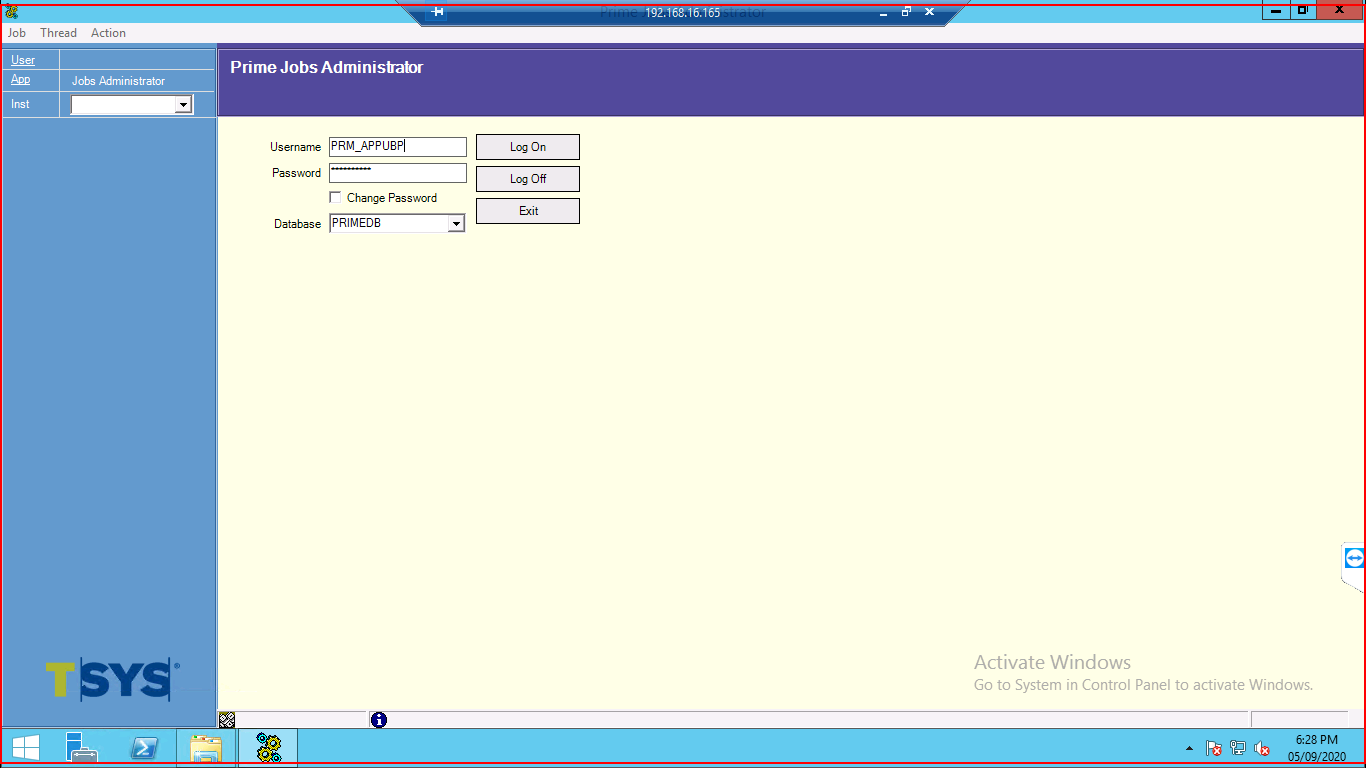 Prime Jobs Administrator
192.168.16.165
Job Thread Action
User
App Jobs Administrator
Inst
Prime Jobs Administrator
Username PRM_APPUBP Log On
Password ********** Log Off
Change Password Exit
Database PRIMEDB
TSYS®
Activate Windows
Go to System in Control Panel to activate Windows.
6:28 PM
05/09/2020